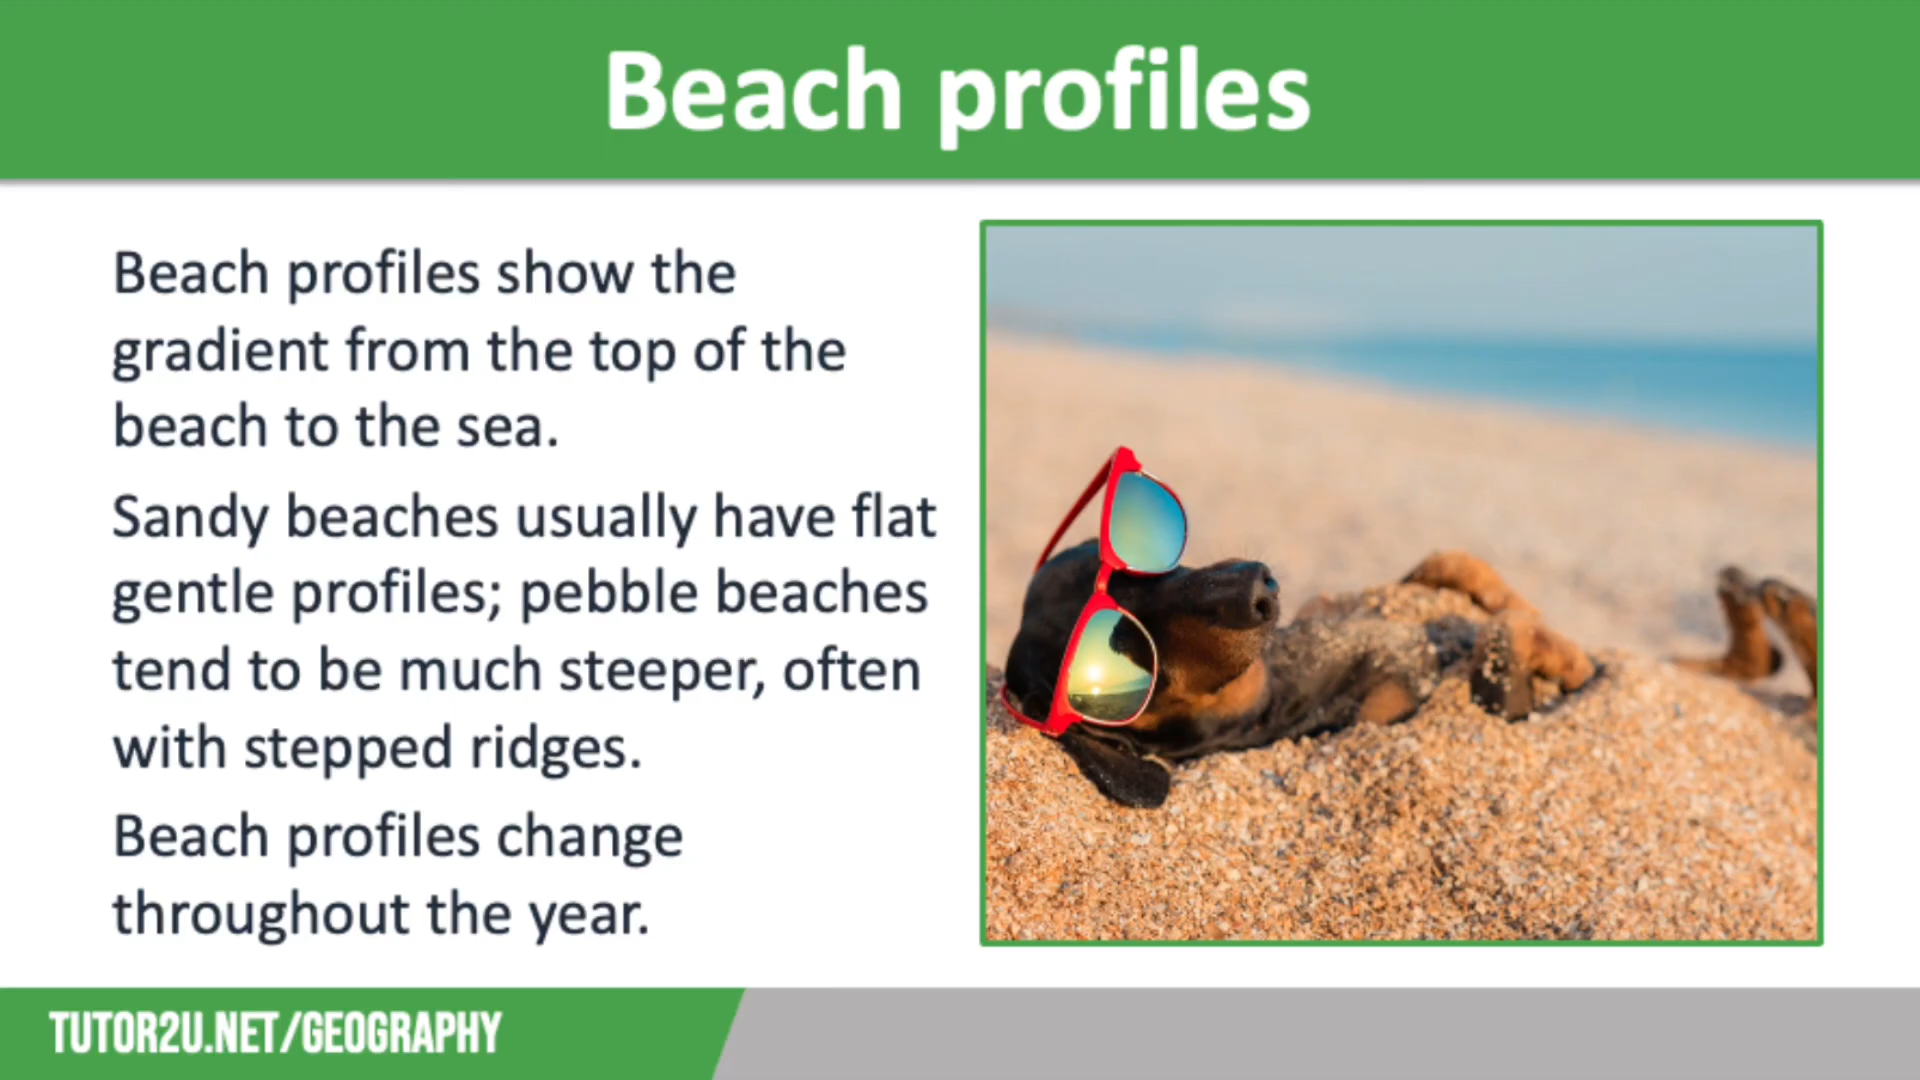 Beach profiles
Beach profiles show the
gradient from the top of the
beach to the sea.
Sandy beaches usually have flat
gentle profiles; pebble beaches
tend to be much steeper, often
with stepped ridges.
Beach profiles change
throughout the year.
TUTOR2U.NET/GEOGRAPHY